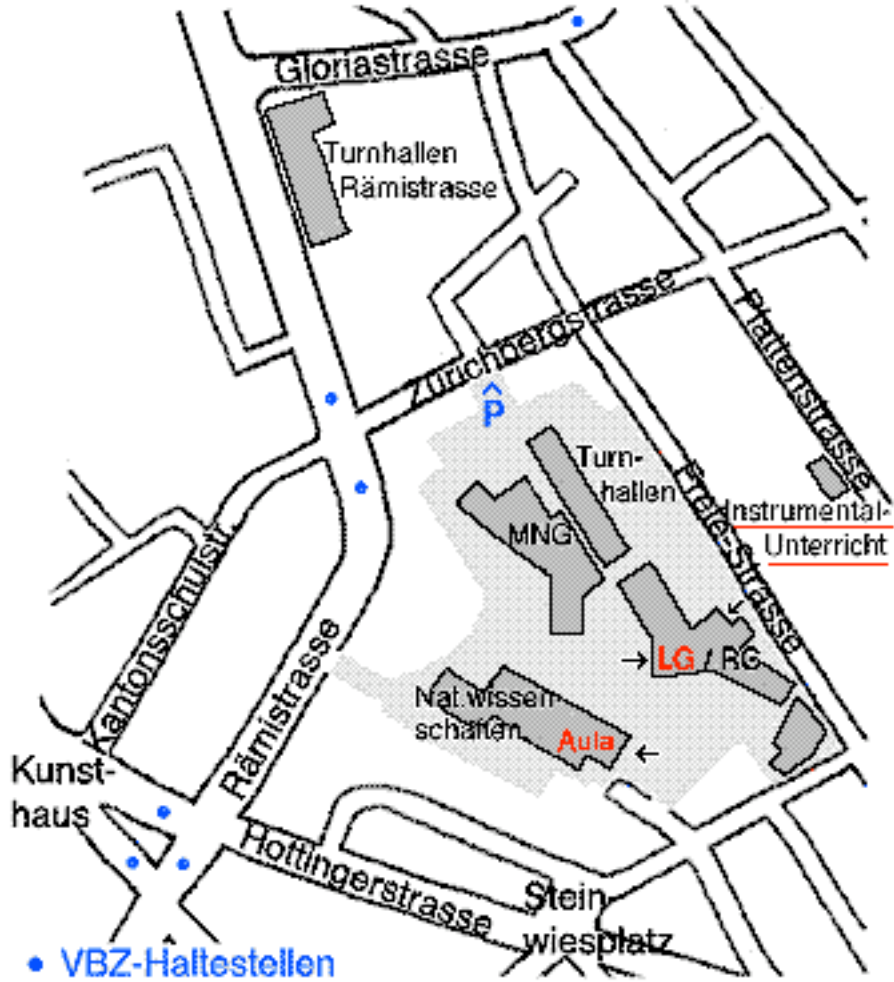 Gloriastrasse
Turnhallen
Rämistrasse
Zürichbergstrasse
Plattenstrasse
P
Turn-
hallen
Freie-Strasse
Instrumental-
Unterricht
MNG
LG / RG
Kantonsschulstr.
Rämistrasse
Nat.wissen-
schaften
Aula
Kunst-
haus
Hottingerstrasse
Stein
wiesplatz
VBZ-Haltestellen